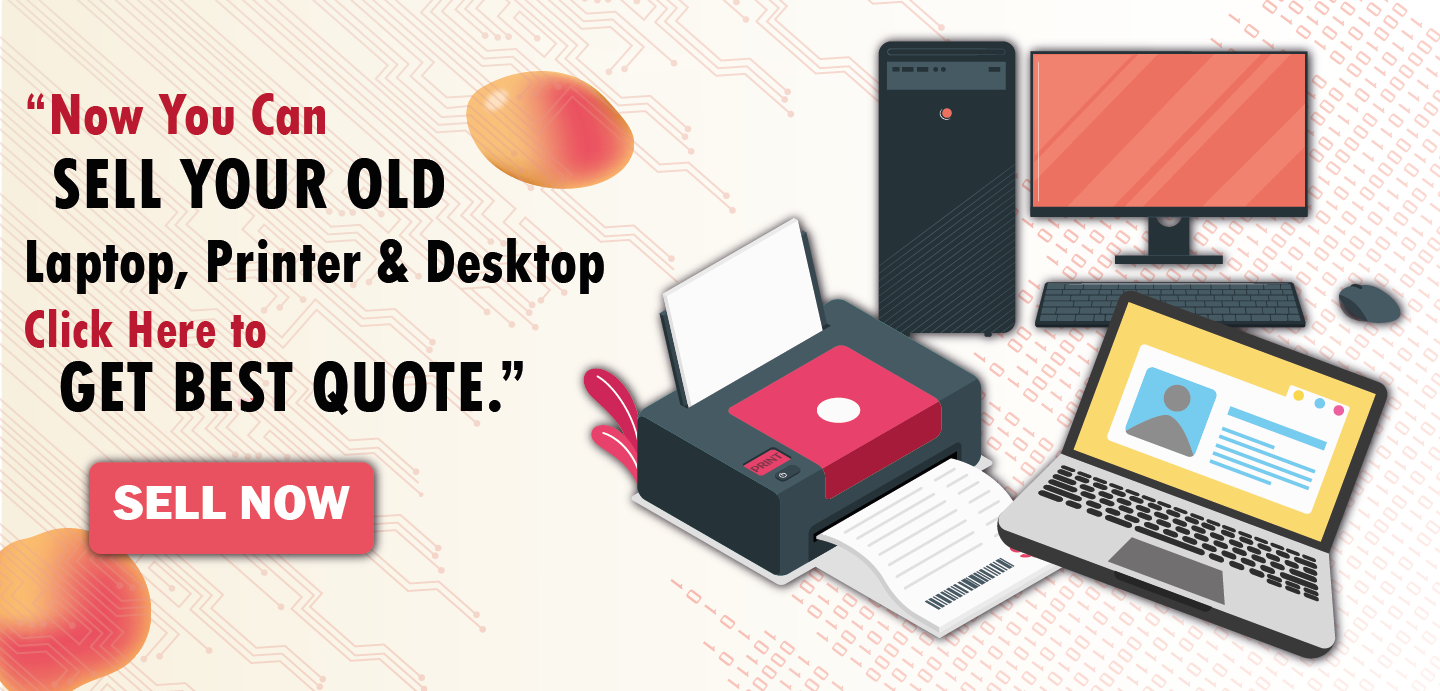 “Now You Can
SELL YOUR OLD
Laptop, Printer & Desktop
Click Here to
GET BEST QUOTE.”
SELL NOW
PRINT